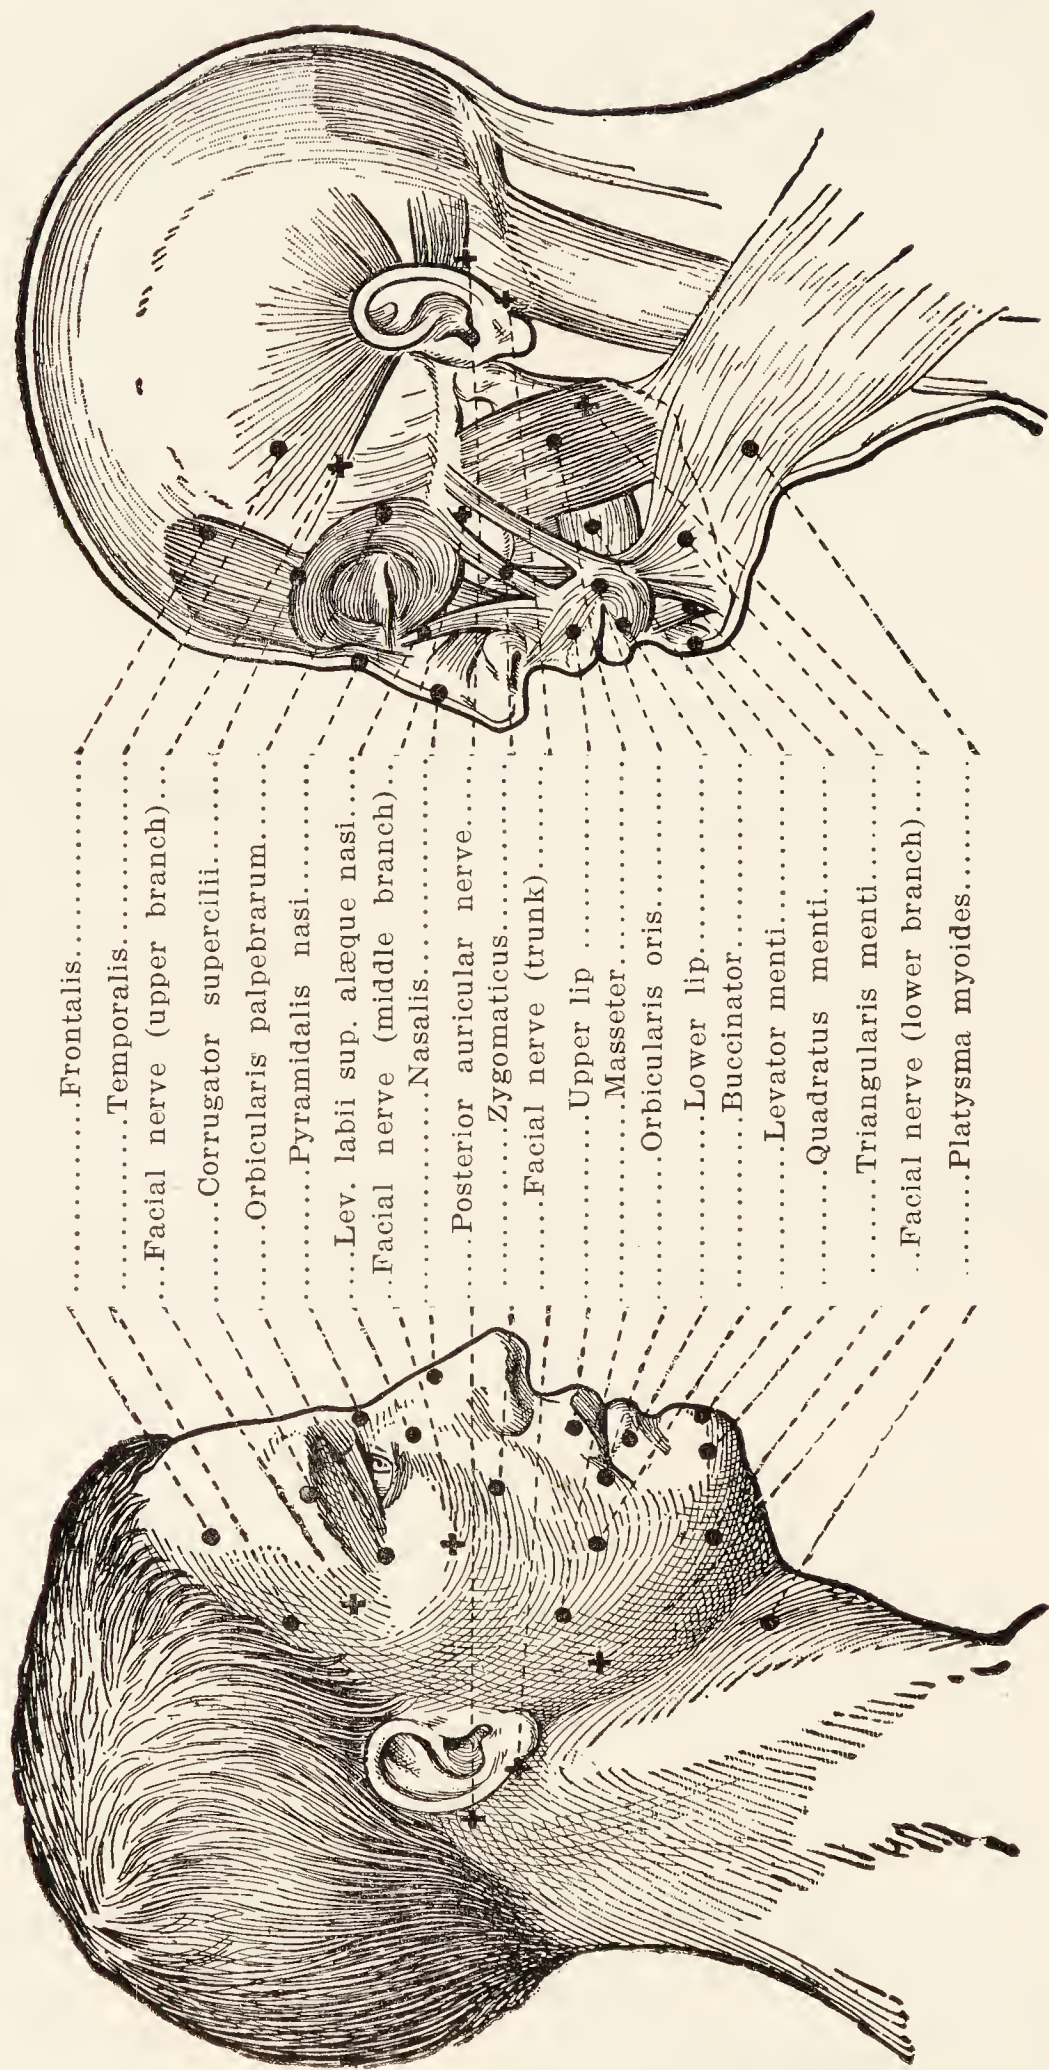 Frontalis
Temporalis
Facial nerve (upper branch)
Corrugator supercilii
Orbicularis palpebrarum
Pyramidalis nasi
Lev. labii sup. alæque nasi
Facial nerve (middle branch)
Nasalis
Posterior auricular nerve
Zygomaticus
Facial nerve (trunk)
Upper lip
Masseter
Orbicularis oris
Lower lip
Buccinator
Levator menti
Quadratus menti
Triangularis menti
Facial nerve (lower branch)
Platysma myoides